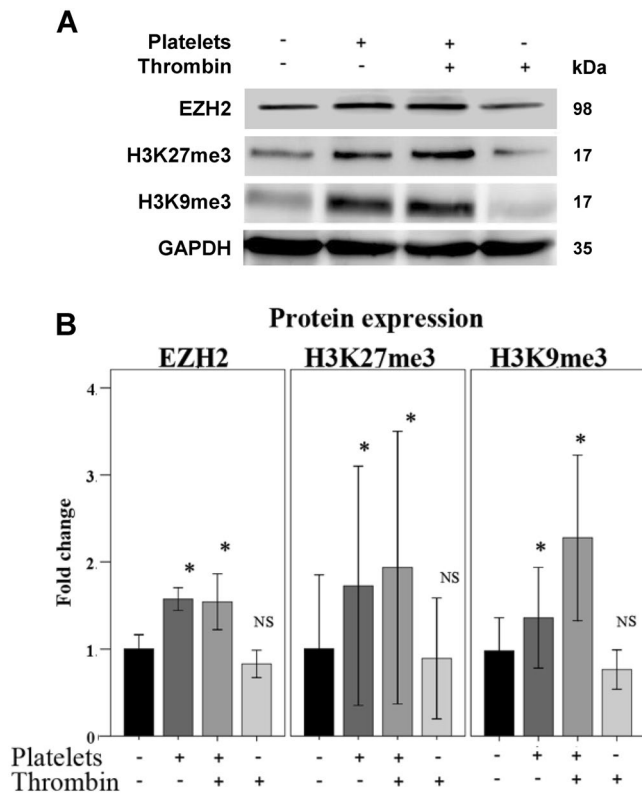 A
Platelets - + + -
Thrombin - - + + kDa
EZH2 98
H3K27me3 17
H3K9me3 17
GAPDH 35
B Protein expression
EZH2 H3K27me3 H3K9me3
Fold change
4
3
2
1
0
* * NS
* * NS
* * NS
Platelets - + + - - + + - - + + -
Thrombin - - + + - - + + - - + +